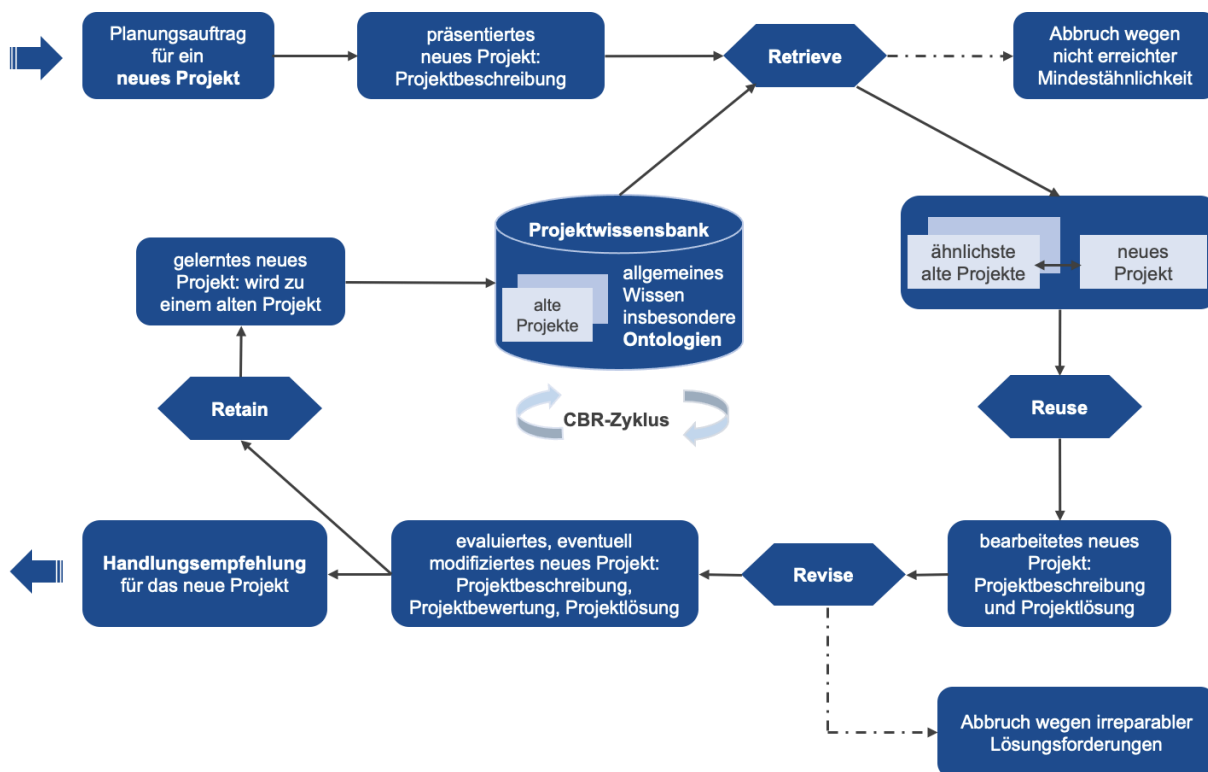 Planungsauftrag
für ein
neues Projekt
präsentiertes
neues Projekt:
Projektbeschreibung
Retrieve
Abbruch wegen
nicht erreichter
Mindestähnlichkeit
Projektwissensbank
alte
Projekte
allgemeines
Wissen
insbesondere
Ontologien
ähnlichste
alte Projekte
neues
Projekt
gelerntes neues
Projekt: wird zu
einem alten Projekt
Retain
CBR-Zyklus
Reuse
Handlungsempfehlung
für das neue Projekt
evaluiertes, eventuell
modifiziertes neues Projekt:
Projektbeschreibung,
Projektbewertung, Projektlösung
Revise
bearbeitetes neues
Projekt:
Projektbeschreibung
und Projektlösung
Abbruch wegen irreparabler
Lösungsforderungen